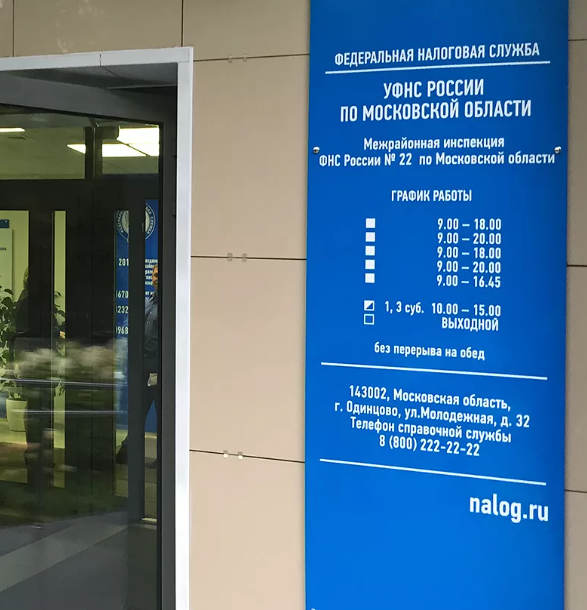 ФЕДЕРАЛЬНАЯ НАЛОГОВАЯ СЛУЖБА
УФНС РОССИИ
ПО МОСКОВСКОЙ ОБЛАСТИ
Межрайонная инспекция
ФНС России № 22 по Московской области
ГРАФИК РАБОТЫ
9.00 – 18.00
9.00 – 20.00
9.00 – 18.00
9.00 – 20.00
9.00 – 16.45
1, 3 суб. 10.00 – 15.00
ВЫХОДНОЙ
без перерыва на обед
143002, Московская область,
г. Одинцово, ул.Молодежная, д. 32
Телефон справочной службы
8 (800) 222-22-22
nalog.ru